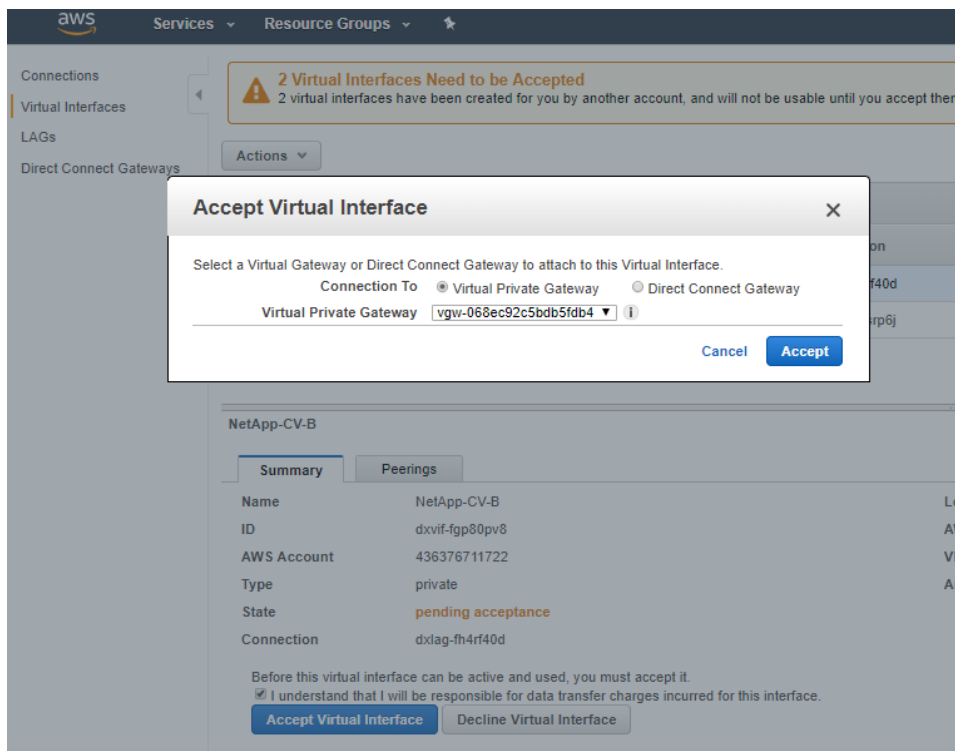 aws Services Resource Groups
Connections
Virtual Interfaces
LAGs
Direct Connect Gateways
2 Virtual Interfaces Need to be Accepted
2 virtual interfaces have been created for you by another account, and will not be usable until you accept
Actions
Accept Virtual Interface
Select a Virtual Gateway or Direct Connect Gateway to attach to this Virtual Interface.
Connection To Virtual Private Gateway Direct Connect Gateway
Virtual Private Gateway vgw-068ec92c5bdb5fdb4
Cancel Accept
NetApp-CV-B
Summary Peerings
Name NetApp-CV-B
ID dxvif-fgp80pv8
AWS Account 436376711722
Type private
State pending acceptance
Connection dxlag-fh4rf40d
Before this virtual interface can be active and used, you must accept it.
I understand that I will be responsible for data transfer charges incurred for this interface.
Accept Virtual Interface Decline Virtual Interface